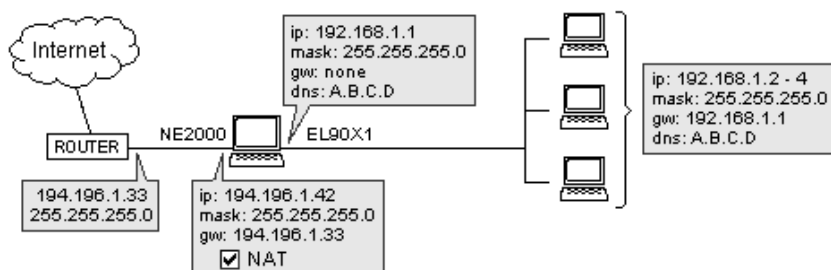 Internet
ROUTER
194.196.1.33
255.255.255.0
NE2000
ip: 192.168.1.1
mask: 255.255.255.0
gw: none
dns: A.B.C.D
EL90X1
ip: 194.196.1.42
mask: 255.255.255.0
gw: 194.196.1.33
NAT
ip: 192.168.1.2 - 4
mask: 255.255.255.0
gw: 192.168.1.1
dns: A.B.C.D